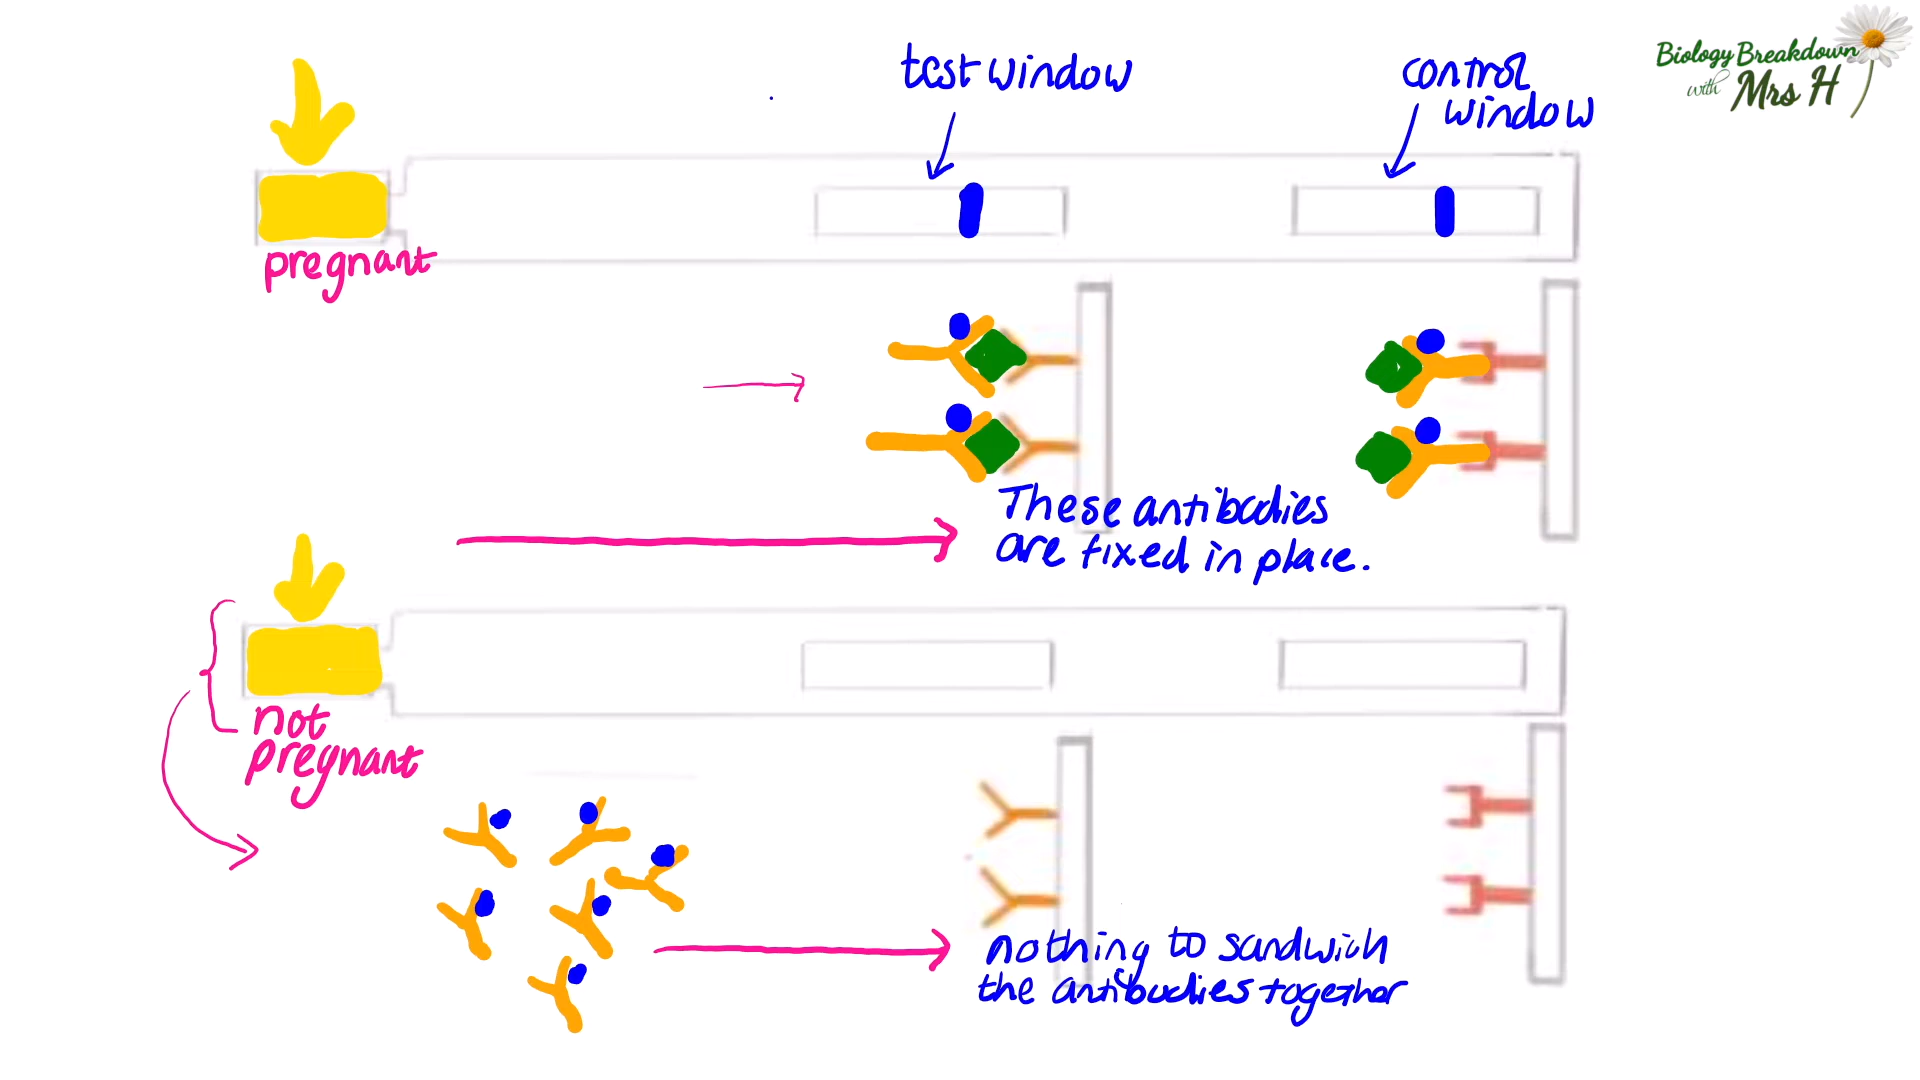 Biology Breakdown
with Mrs H
test window
control
window
pregnant
These antibodies
are fixed in place.
not
pregnant
nothing to sandwich
the antibodies together